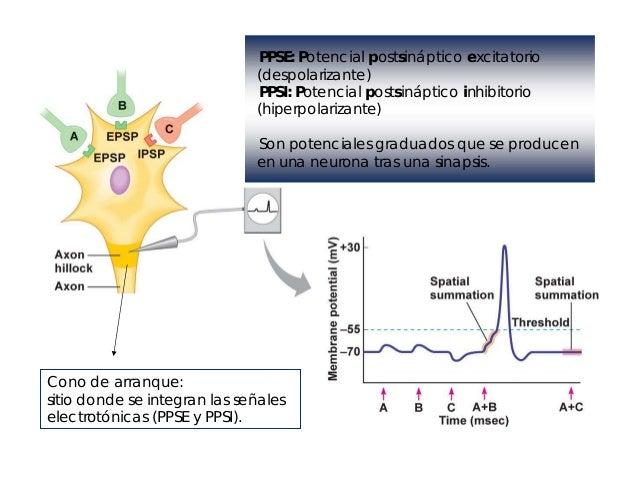 PPSE: Potencial postsináptico excitatorio
(despolarizante)
PPSI: Potencial postsináptico inhibitorio
(hiperpolarizante)
Son potenciales graduados que se producen
en una neurona tras una sinapsis.
B
A
EPSP
C
EPSP
IPSP
Axon
hillock
Axon
Cono de arranque:
sitio donde se integran las señales
electrotónicas (PPSE y PPSI).
Membrane potential (mV)
+30
–55
–70
Spatial
summation
Spatial
summation
Threshold
A B C A+B A+C
Time (msec)